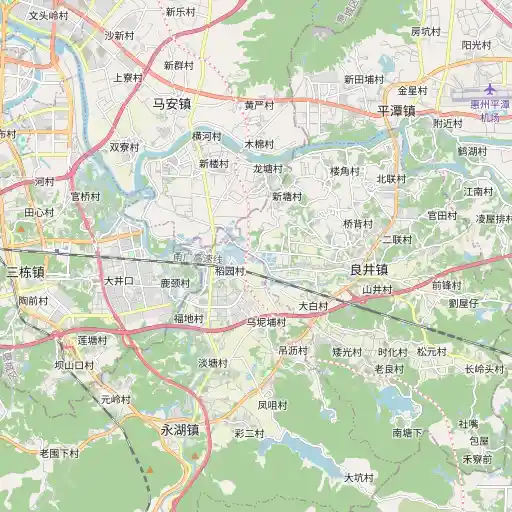 新乐村
文头岭村
沙新村
房坑村
阳光村
新群村
上寮村
新田埔村
金星村
马安镇
黄严村
惠州平潭
机场
平潭镇
附近村
横河村
木棉村
双寮村
鹤湖村
新楼村
龙塘村
楼角村
北联村
河村
官桥村
新塘村
江南村
田心村
桥背村
官田村
凌屋排村
二联村
甬广高速线
三栋镇
稻园村
良井镇
大井口
鹿颈村
山井村
前锋村
陶前村
大白村
劉屋仔
福地村
乌坭埔村
莲塘村
吊沥村
矮光村
时化村
松元村
坝山口村
淡塘村
老良村
长岭头村
元岭村
凤咀村
社嘴
永湖镇
彩二村
南塘下
包屋
老围下村
禾寮前
大坑村